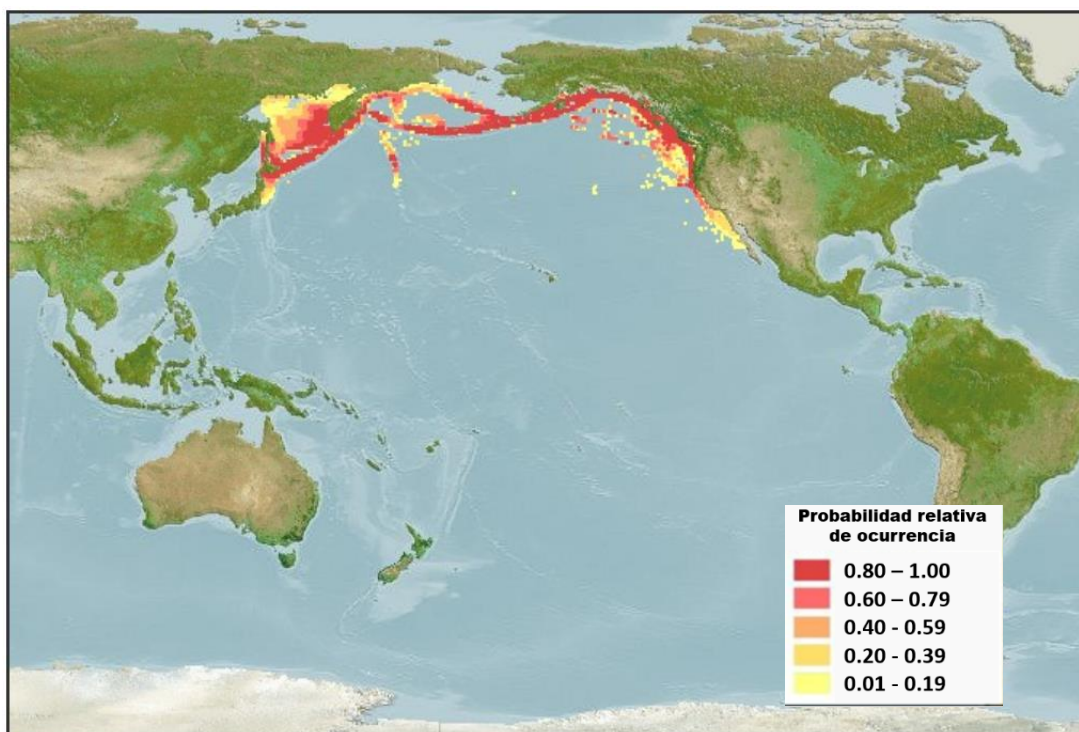 Probabilidad relativa
de ocurrencia
0.80 – 1.00
0.60 – 0.79
0.40 - 0.59
0.20 - 0.39
0.01 - 0.19